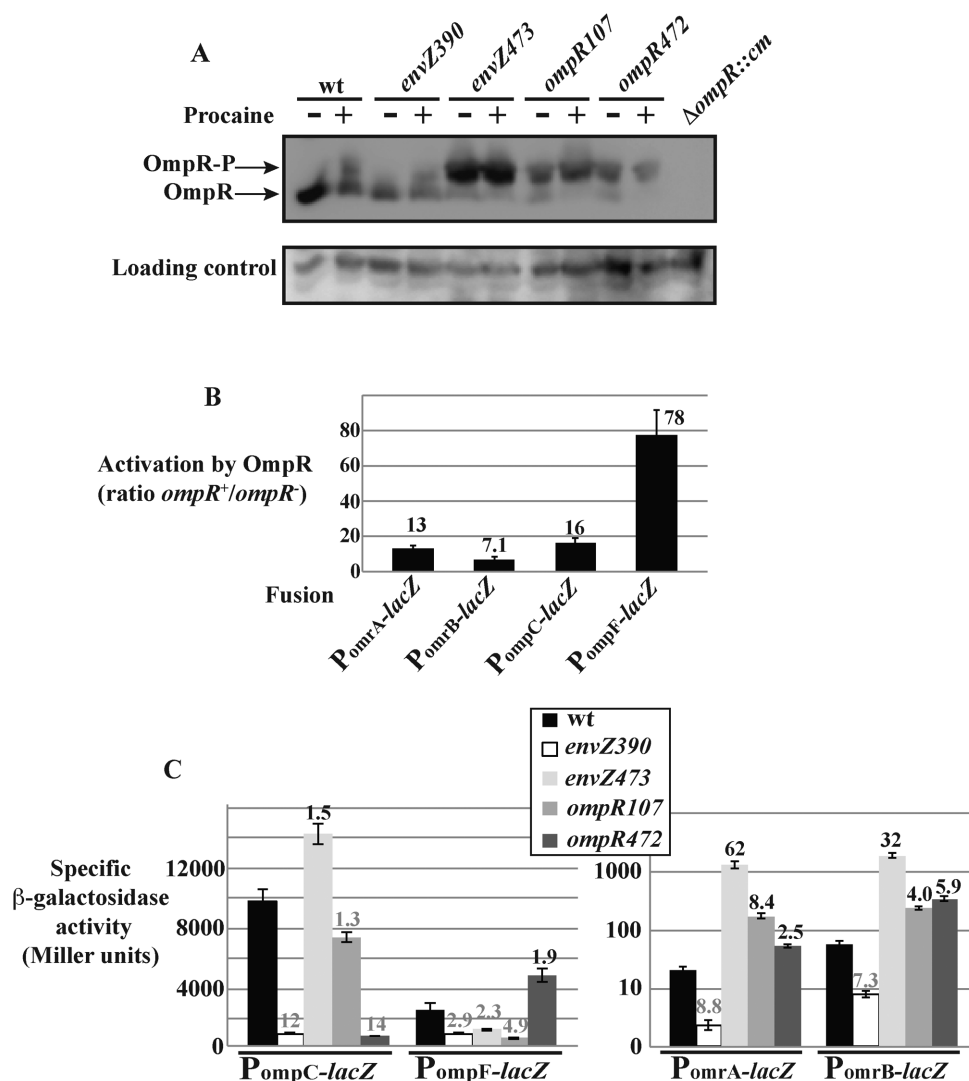 A
wt envZ390 envZ473 ompR107 ompR472 ΔompR::cm
Procaine - + - + - + - + - +
OmpR-P
OmpR
Loading control
B
Activation by OmpR
(ratio ompR+/ompR-)
80
60
40
20
0
13
7.1
16
78
Fusion
PomrA-lacZ
PomrB-lacZ
PompC-lacZ
PompF-lacZ
C
wt
envZ390
envZ473
ompR107
ompR472
Specific
β-galactosidase
activity
(Miller units)
12000
8000
4000
0
12
1.5
1.3
14
2.9
2.3
4.9
1.9
PompC-lacZ PompF-lacZ
1000
100
10
0
8.8
62
8.4
2.5
7.3
32
4.0
5.9
PomrA-lacZ PomrB-lacZ